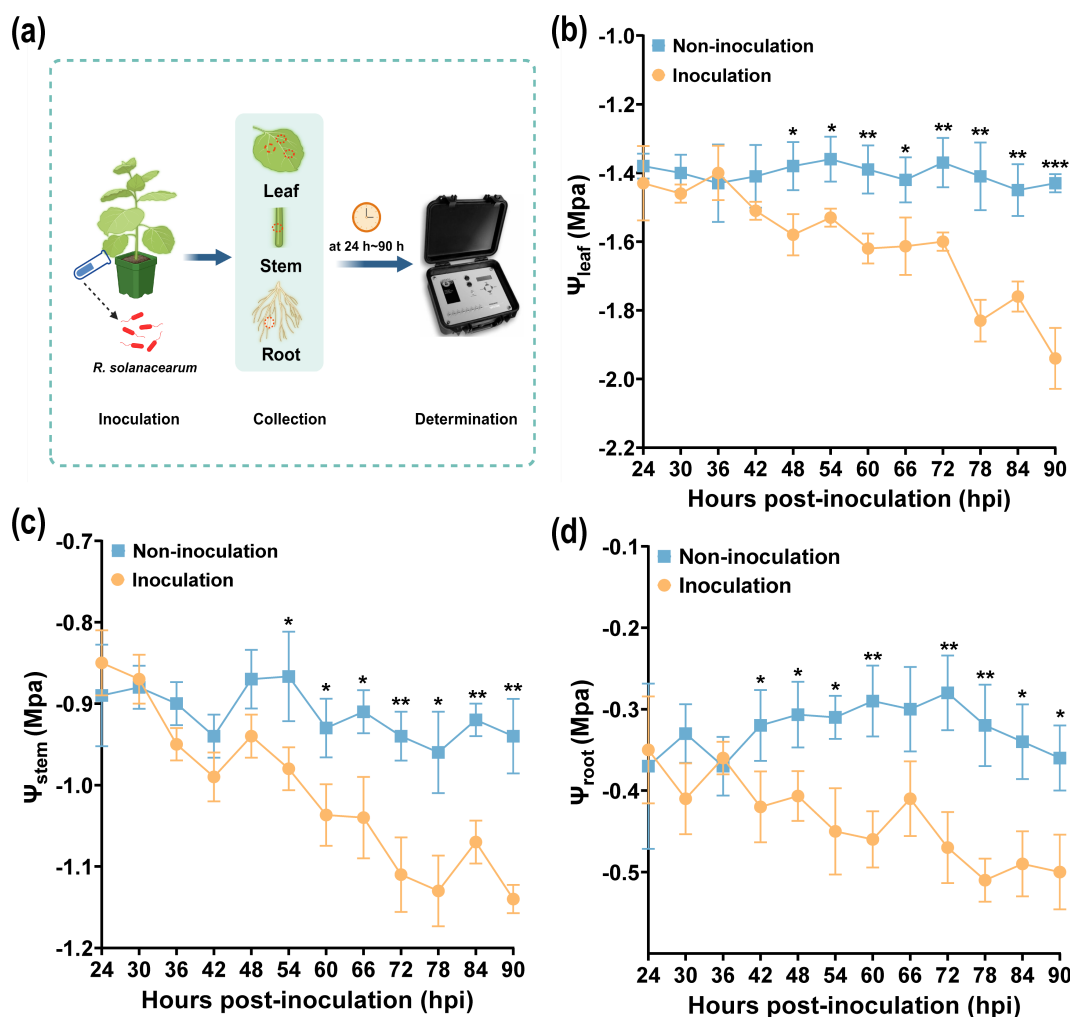 (a)
Leaf
Stem
Root
at 24 h~90 h
R. solanacearum
Inoculation
Collection
Determination
(b)
Non-inoculation
Inoculation
Ψleaf (Mpa)
-1.0
-1.2
-1.4
-1.6
-1.8
-2.0
-2.2
* * ** * ** ** ** ***
24 30 36 42 48 54 60 66 72 78 84 90
Hours post-inoculation (hpi)
(c)
Non-inoculation
Inoculation
Ψstem (Mpa)
-0.7
-0.8
-0.9
-1.0
-1.1
-1.2
* * * ** * ** **
24 30 36 42 48 54 60 66 72 78 84 90
Hours post-inoculation (hpi)
(d)
Non-inoculation
Inoculation
Ψroot (Mpa)
-0.1
-0.2
-0.3
-0.4
-0.5
* * * ** ** ** * *
24 30 36 42 48 54 60 66 72 78 84 90
Hours post-inoculation (hpi)